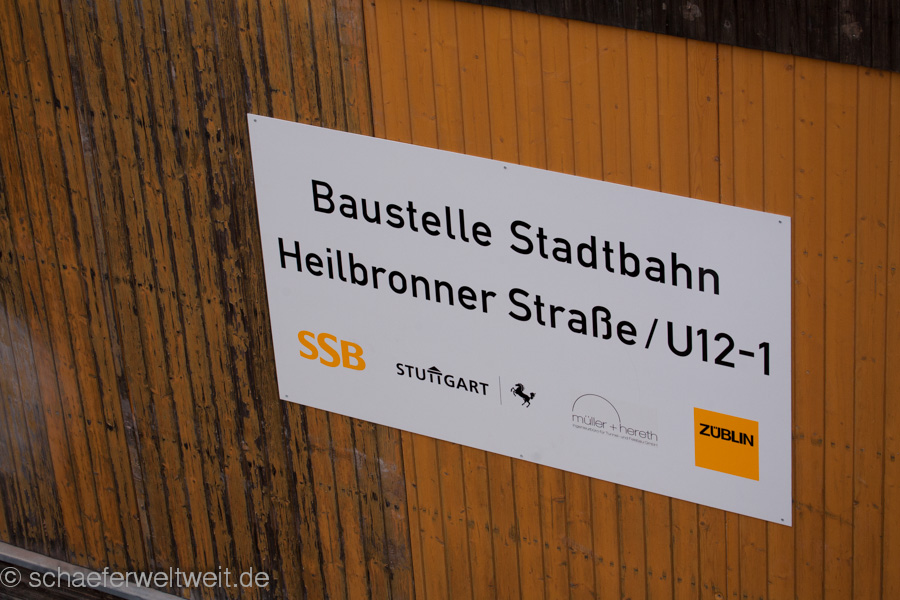 Baustelle Stadtbahn
Heilbronner Straße / U12-1
SSB
STUTTGART
müller + hereth
ZÜBLIN
© schaeferweltweit.de